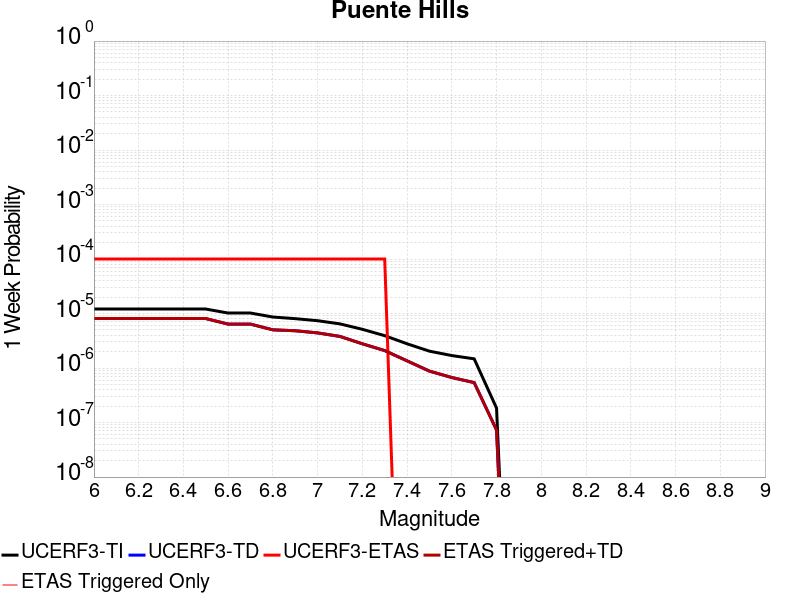 Puente Hills
10^0
10^-1
10^-2
10^-3
10^-4
10^-5
10^-6
10^-7
10^-8
1 Week Probability
6 6.2 6.4 6.6 6.8 7 7.2 7.4 7.6 7.8 8 8.2 8.4 8.6 8.8 9
Magnitude
UCERF3-TI UCERF3-TD UCERF3-ETAS ETAS Triggered+TD
ETAS Triggered Only